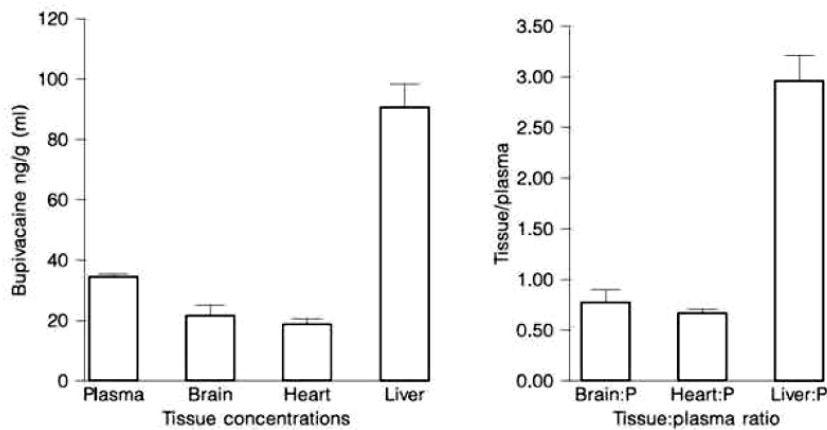 Bupivacaine ng/g (ml)
120
100
80
60
40
20
0
Plasma Brain Heart Liver
Tissue concentrations
Tissue/plasma
3.50
3.00
2.50
2.00
1.50
1.00
0.50
0.00
Brain:P Heart:P Liver:P
Tissue:plasma ratio